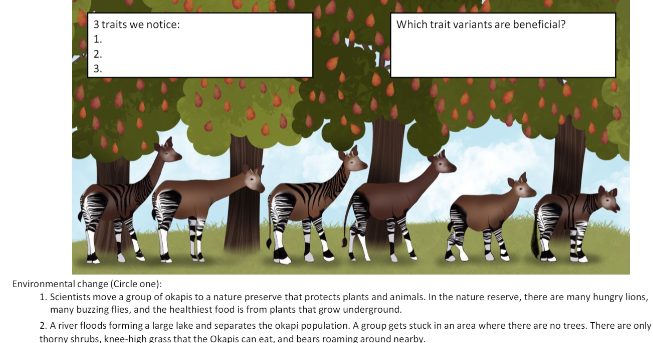 3 traits we notice:
1.
2.
3.
Which trait variants are beneficial?
Environmental change (Circle one):
1. Scientists move a group of okapis to a nature preserve that protects plants and animals. In the nature reserve, there are many hungry lions,
many buzzing flies, and the healthiest food is from plants that grow underground.
2. A river floods forming a large lake and separates the okapi population. A group gets stuck in an area where there are no trees. There are only
thorny shrubs, knee-high grass that the Okapis can eat, and bears roaming around nearby.